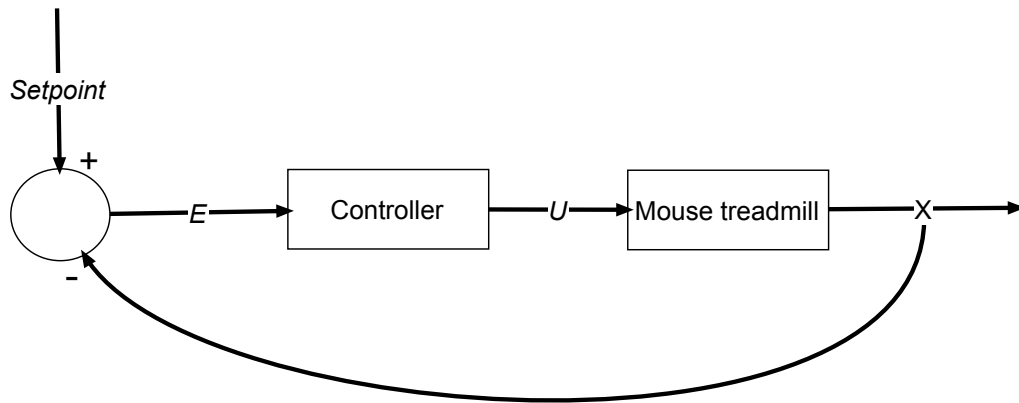 Setpoint
+
E
Controller
U
Mouse treadmill
X
-